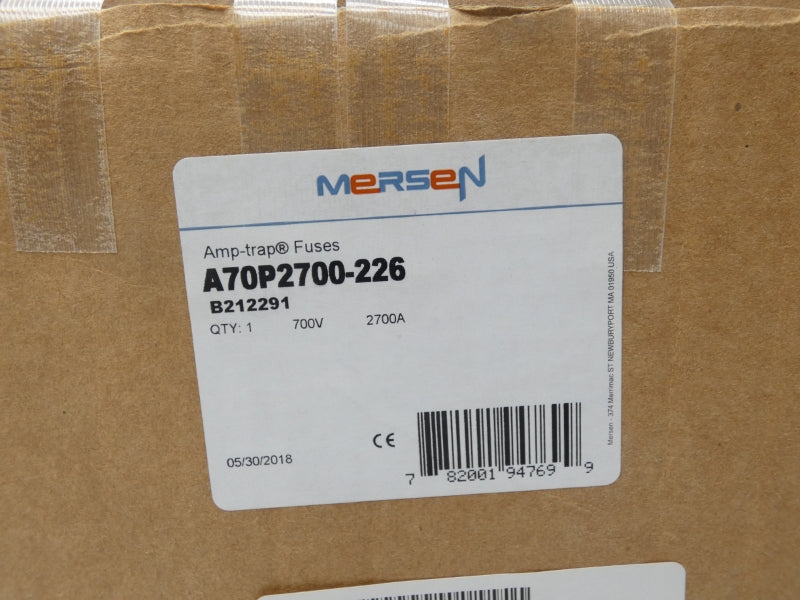 MERSEN
Amp-trap® Fuses
A70P2700-226
B212291
QTY: 1 700V 2700A
05/30/2018
CE
7 82001 94769 9
Mersen - 374 Merrimac ST NEWBURYPORT MA 01950 USA